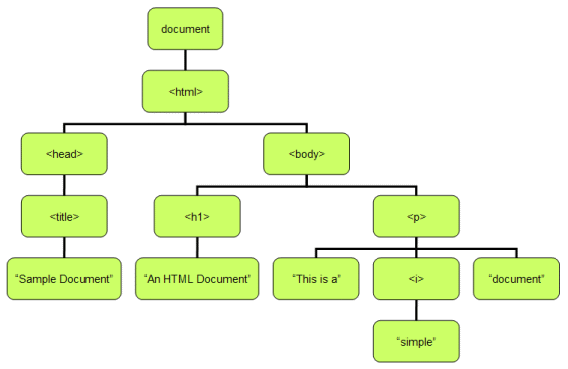 document
<html>
<head>
<body>
<title>
<h1>
<p>
“Sample Document”
“An HTML Document”
“This is a”
<i>
“document”
“simple”